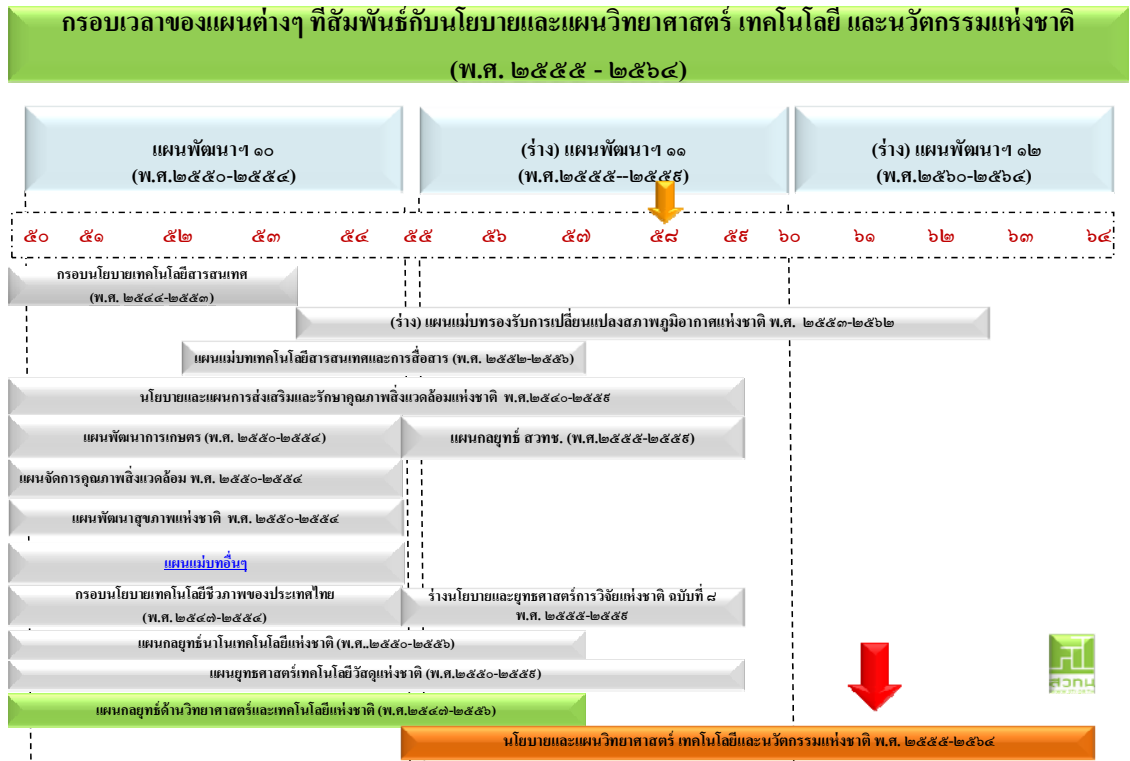 กรอบเวลาของแผนต่างๆ ที่สัมพันธ์กับนโยบายและแผนวิทยาศาสตร์ เทคโนโลยี และนวัตกรรมแห่งชาติ
(พ.ศ. ๒๕๕๕ - ๒๕๖๔)
แผนพัฒนาฯ ๑๐
(พ.ศ.๒๕๕๐-๒๕๕๔)
(ร่าง) แผนพัฒนาฯ ๑๑
(พ.ศ.๒๕๕๕--๒๕๕๙)
(ร่าง) แผนพัฒนาฯ ๑๒
(พ.ศ.๒๕๖๐-๒๕๖๔)
๕๐ ๕๑ ๕๒ ๕๓ ๕๔ ๕๕ ๕๖ ๕๗ ๕๘ ๕๙ ๖๐ ๖๑ ๖๒ ๖๓ ๖๔
กรอบนโยบายเทคโนโลยีสารสนเทศ
(พ.ศ. ๒๕๔๔-๒๕๕๓)
(ร่าง) แผนแม่บทรองรับการเปลี่ยนแปลงสภาพภูมิอากาศแห่งชาติ พ.ศ. ๒๕๕๓-๒๕๖๒
แผนแม่บทเทคโนโลยีสารสนเทศและการสื่อสาร (พ.ศ. ๒๕๕๒-๒๕๕๖)
นโยบายและแผนการส่งเสริมและรักษาคุณภาพสิ่งแวดล้อมแห่งชาติ พ.ศ.๒๕๔๐-๒๕๕๙
แผนพัฒนาการเกษตร (พ.ศ. ๒๕๕๐-๒๕๕๔)
แผนกลยุทธ์ สวทช. (พ.ศ.๒๕๕๕-๒๕๕๙)
แผนจัดการคุณภาพสิ่งแวดล้อม พ.ศ. ๒๕๕๐-๒๕๕๔
แผนพัฒนาสุขภาพแห่งชาติ พ.ศ. ๒๕๕๐-๒๕๕๔
แผนแม่บทอื่นๆ
กรอบนโยบายเทคโนโลยีชีวภาพของประเทศไทย
(พ.ศ. ๒๕๔๗-๒๕๕๔)
ร่างนโยบายและยุทธศาสตร์การวิจัยแห่งชาติ ฉบับที่ ๘
พ.ศ. ๒๕๕๕-๒๕๕๙
แผนกลยุทธ์นาโนเทคโนโลยีแห่งชาติ (พ.ศ..๒๕๕๐-๒๕๕๖)
แผนยุทธศาสตร์เทคโนโลยีวัสดุแห่งชาติ (พ.ศ.๒๕๕๐-๒๕๕๙)
แผนกลยุทธ์ด้านวิทยาศาสตร์และเทคโนโลยีแห่งชาติ (พ.ศ.๒๕๔๗-๒๕๕๖)
สวทน
นโยบายและแผนวิทยาศาสตร์ เทคโนโลยีและนวัตกรรมแห่งชาติ พ.ศ. ๒๕๕๕-๒๕๖๔